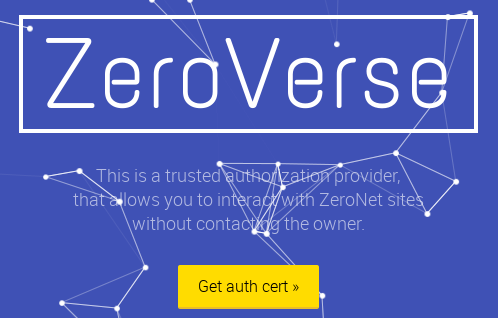 ZeroVerse
This is a trusted authorization provider,
that allows you to interact with ZeroNet sites
without contacting the owner.
Get auth cert »